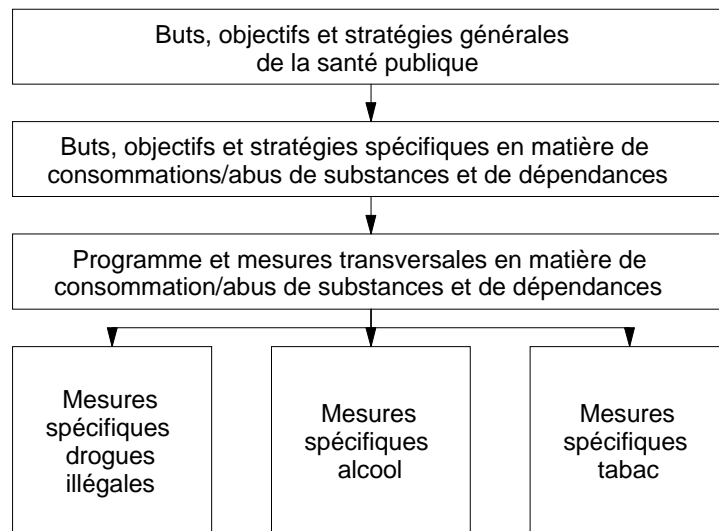 Buts, objectifs et stratégies générales
de la santé publique
Buts, objectifs et stratégies spécifiques en matière de
consommations/abus de substances et de dépendances
Programme et mesures transversales en matière de
consommation/abus de substances et de dépendances
Mesures
spécifiques
drogues
illégales
Mesures
spécifiques
alcool
Mesures
spécifiques
tabac